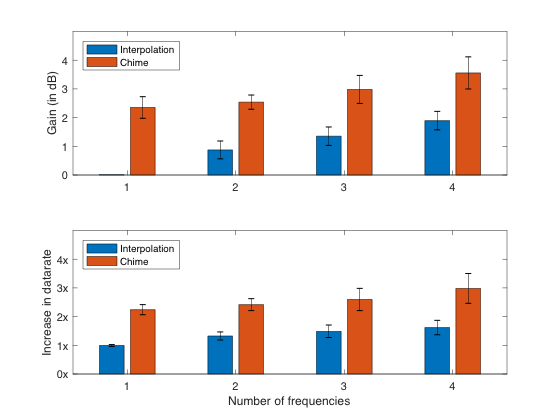 Gain (in dB)
4
3
2
1
0
Interpolation
Chime
1 2 3 4
Increase in datarate
4x
3x
2x
1x
0x
Interpolation
Chime
1 2 3 4
Number of frequencies